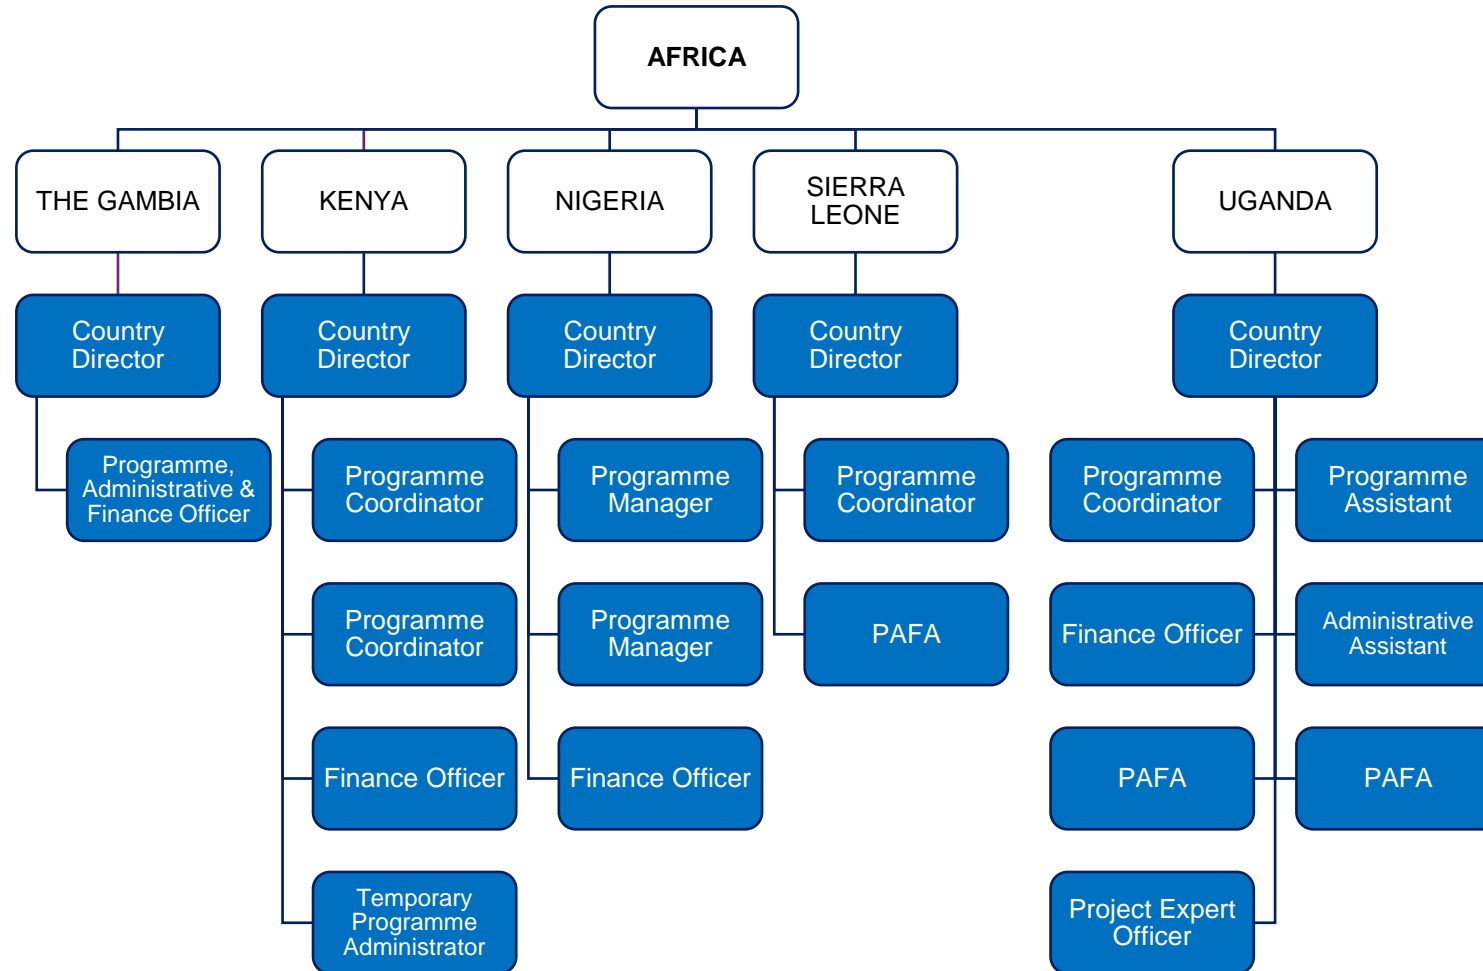 AFRICA
THE GAMBIA
KENYA
NIGERIA
SIERRA
LEONE
UGANDA
Country
Director
Country
Director
Country
Director
Country
Director
Country
Director
Programme,
Administrative &
Finance Officer
Programme
Coordinator
Programme
Manager
Programme
Coordinator
Programme
Coordinator
Programme
Assistant
Programme
Coordinator
Programme
Manager
PAFA
Finance Officer
Administrative
Assistant
Finance Officer
Finance Officer
PAFA
PAFA
Temporary
Programme
Administrator
Project Expert
Officer